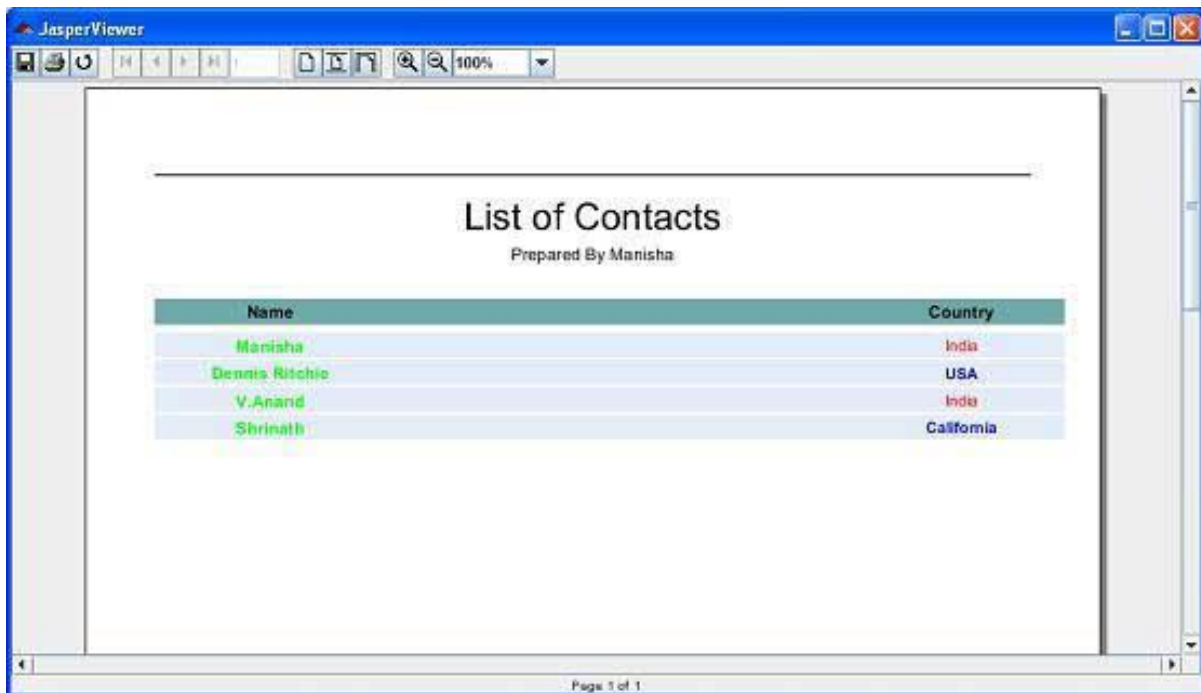 JasperViewer
100%
List of Contacts
Prepared By Manisha
Name Country
Manisha India
Dennis Ritchie USA
V.Anand India
Shrinath California
Page 1 of 1